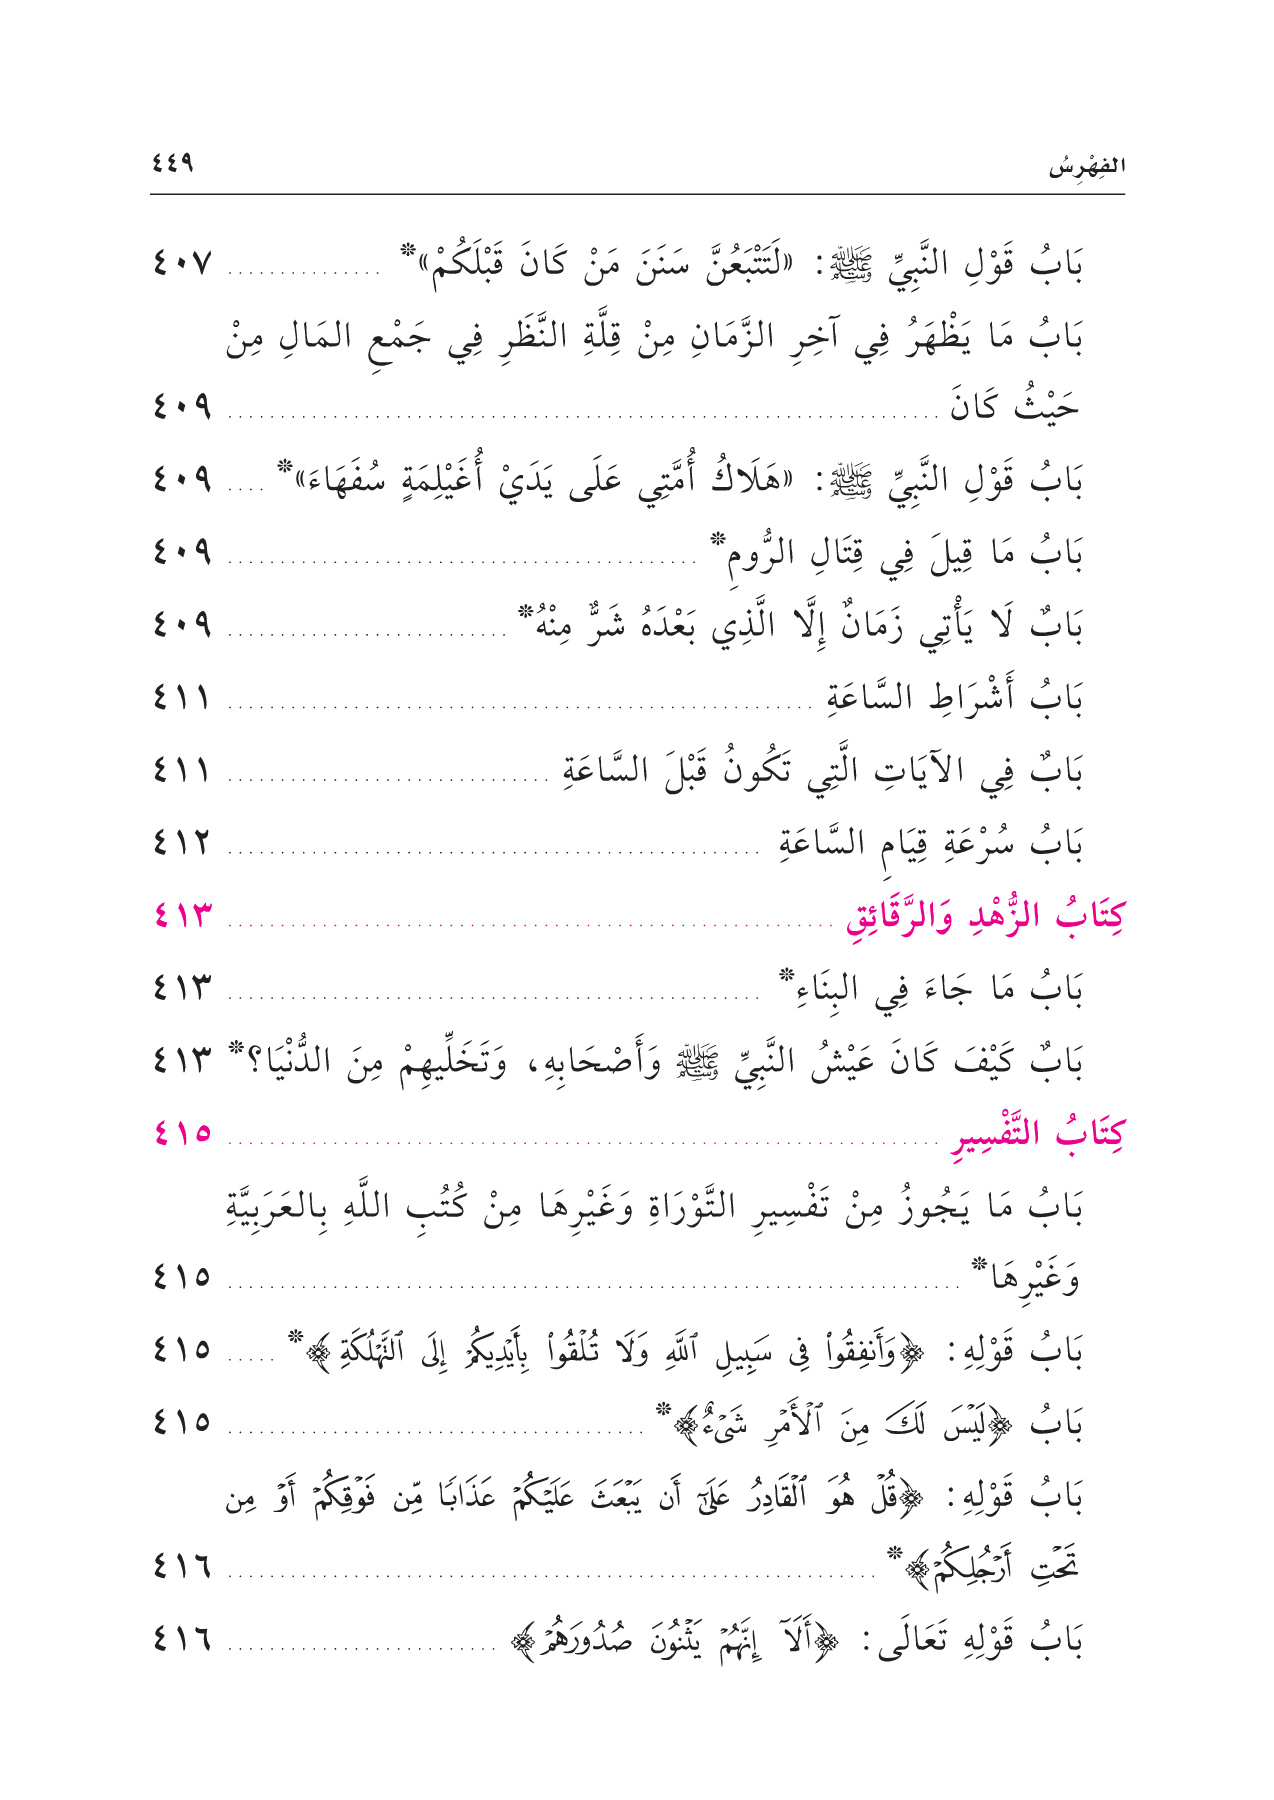 الفِهْرِسُ ٤٤٩
بَابُ قَوْلِ النَّبِيِّ ﷺ: «لَتَتْبَعُنَّ سَنَنَ مَنْ كَانَ قَبْلَكُمْ»* ............... ٤٠٧
بَابُ مَا يَظْهَرُ فِي آخِرِ الزَّمَانِ مِنْ قِلَّةِ النَّظَرِ فِي جَمْعِ المَالِ مِنْ
حَيْثُ كَانَ ............... ٤٠٩
بَابُ قَوْلِ النَّبِيِّ ﷺ: «هَلَاكُ أُمَّتِي عَلَى يَدَيْ أُغَيْلِمَةٍ سُفَهَاءَ»* .... ٤٠٩
بَابُ مَا قِيلَ فِي قِتَالِ الرُّومِ* ............... ٤٠٩
بَابٌ لَا يَأْتِي زَمَانٌ إِلَّا الَّذِي بَعْدَهُ شَرٌّ مِنْهُ* ............... ٤٠٩
بَابُ أَشْرَاطِ السَّاعَةِ ............... ٤١١
بَابٌ فِي الآيَاتِ الَّتِي تَكُونُ قَبْلَ السَّاعَةِ ............... ٤١١
بَابُ سُرْعَةِ قِيَامِ السَّاعَةِ ............... ٤١٢
كِتَابُ الزُّهْدِ وَالرَّقَائِقِ ............... ٤١٣
بَابُ مَا جَاءَ فِي البِنَاءِ* ............... ٤١٣
بَابٌ كَيْفَ كَانَ عَيْشُ النَّبِيِّ ﷺ وَأَصْحَابِهِ، وَتَخَلِّيهِمْ مِنَ الدُّنْيَا؟* ٤١٣
كِتَابُ التَّفْسِيرِ ............... ٤١٥
بَابُ مَا يَجُوزُ مِنْ تَفْسِيرِ التَّوْرَاةِ وَغَيْرِهَا مِنْ كُتُبِ اللَّهِ بِالعَرَبِيَّةِ
وَغَيْرِهَا* ............... ٤١٥
بَابُ قَوْلِهِ: ﴿وَأَنفِقُوا۟ فِى سَبِيلِ ٱللَّهِ وَلَا تُلْقُوا۟ بِأَيْدِيكُمْ إِلَى ٱلتَّهْلُكَةِ﴾* ..... ٤١٥
بَابُ ﴿لَيْسَ لَكَ مِنَ ٱلْأَمْرِ شَىْءٌ﴾* ............... ٤١٥
بَابُ قَوْلِهِ: ﴿قُلْ هُوَ ٱلْقَادِرُ عَلَىٰٓ أَن يَبْعَثَ عَلَيْكُمْ عَذَابًا مِّن فَوْقِكُمْ أَوْ مِن
تَحْتِ أَرْجُلِكُمْ﴾* ............... ٤١٦
بَابُ قَوْلِهِ تَعَالَى: ﴿أَلَآ إِنَّهُمْ يَثْنُونَ صُدُورَهُمْ﴾ ............... ٤١٦